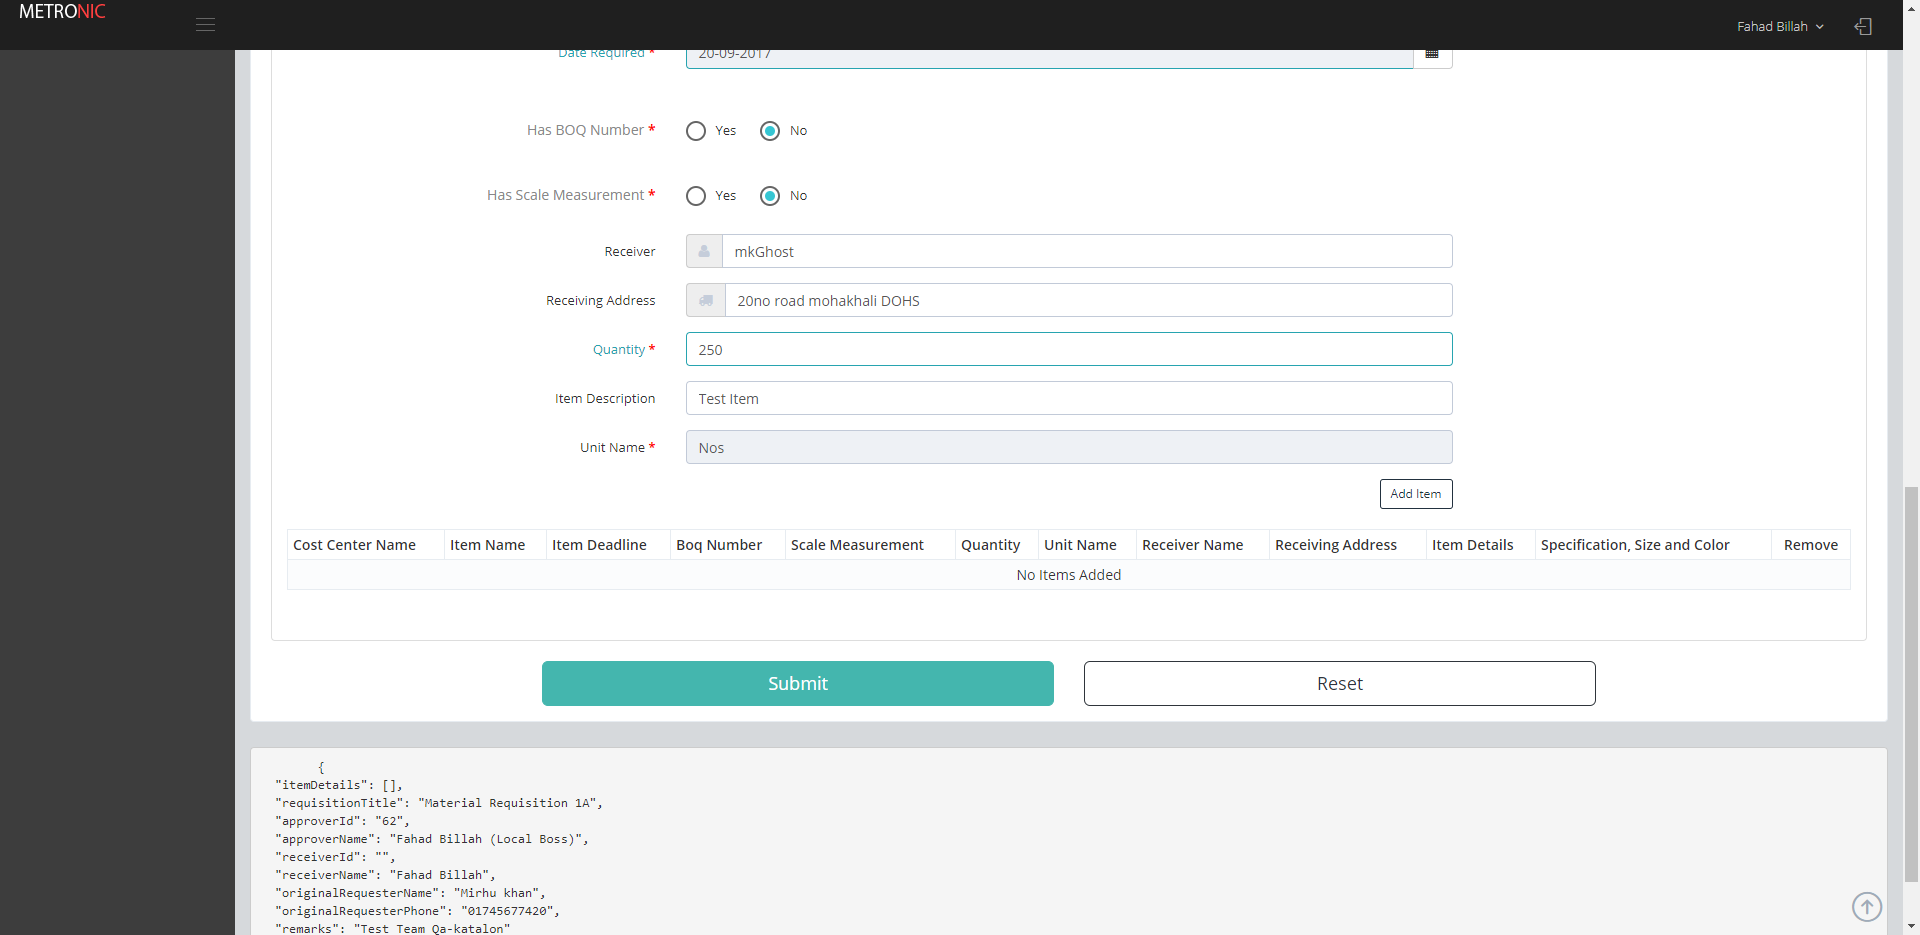 METRONIC
Fahad Billah
Date Required *
20-09-2017
Has BOQ Number * Yes No
Has Scale Measurement * Yes No
Receiver mkGhost
Receiving Address 20no road mohakhali DOHS
Quantity * 250
Item Description Test Item
Unit Name * Nos
Add Item
Cost Center Name Item Name Item Deadline Boq Number Scale Measurement Quantity Unit Name Receiver Name Receiving Address Item Details Specification, Size and Color Remove
No Items Added
Submit Reset
{
"itemDetails": [],
"requisitionTitle": "Material Requisition 1A",
"approverId": "62",
"approverName": "Fahad Billah (Local Boss)",
"receiverId": "",
"receiverName": "Fahad Billah",
"originalRequesterName": "Mirhu khan",
"originalRequesterPhone": "01745677420",
"remarks": "Test Team Qa-katalon"